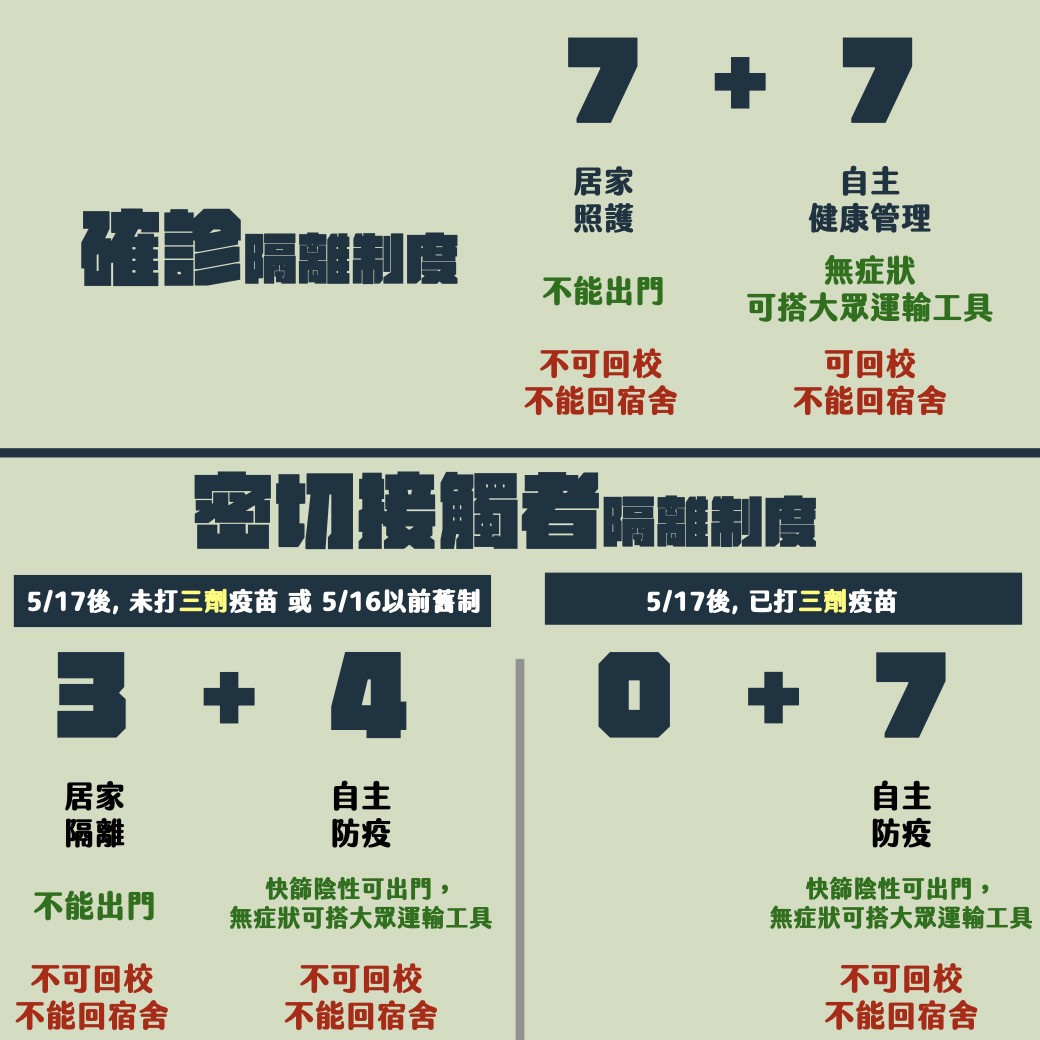 確診隔離制度
7 + 7
居家
照護
不能出門
不可回校
不能回宿舍
自主
健康管理
無症狀
可搭大眾運輸工具
可回校
不能回宿舍
密切接觸者隔離制度
5/17後, 未打三劑疫苗 或 5/16以前舊制
3 + 4
居家
隔離
不能出門
不可回校
不能回宿舍
自主
防疫
快篩陰性可出門，
無症狀可搭大眾運輸工具
不可回校
不能回宿舍
5/17後, 已打三劑疫苗
0 + 7
自主
防疫
快篩陰性可出門，
無症狀可搭大眾運輸工具
不可回校
不能回宿舍